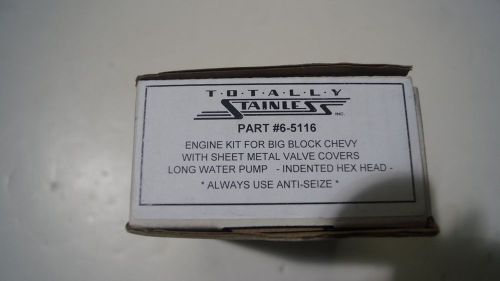 T·O·T·A·L·L·Y
STAINLESS
INC.
PART #6-5116
ENGINE KIT FOR BIG BLOCK CHEVY
WITH SHEET METAL VALVE COVERS
LONG WATER PUMP - INDENTED HEX HEAD -
* ALWAYS USE ANTI-SEIZE *